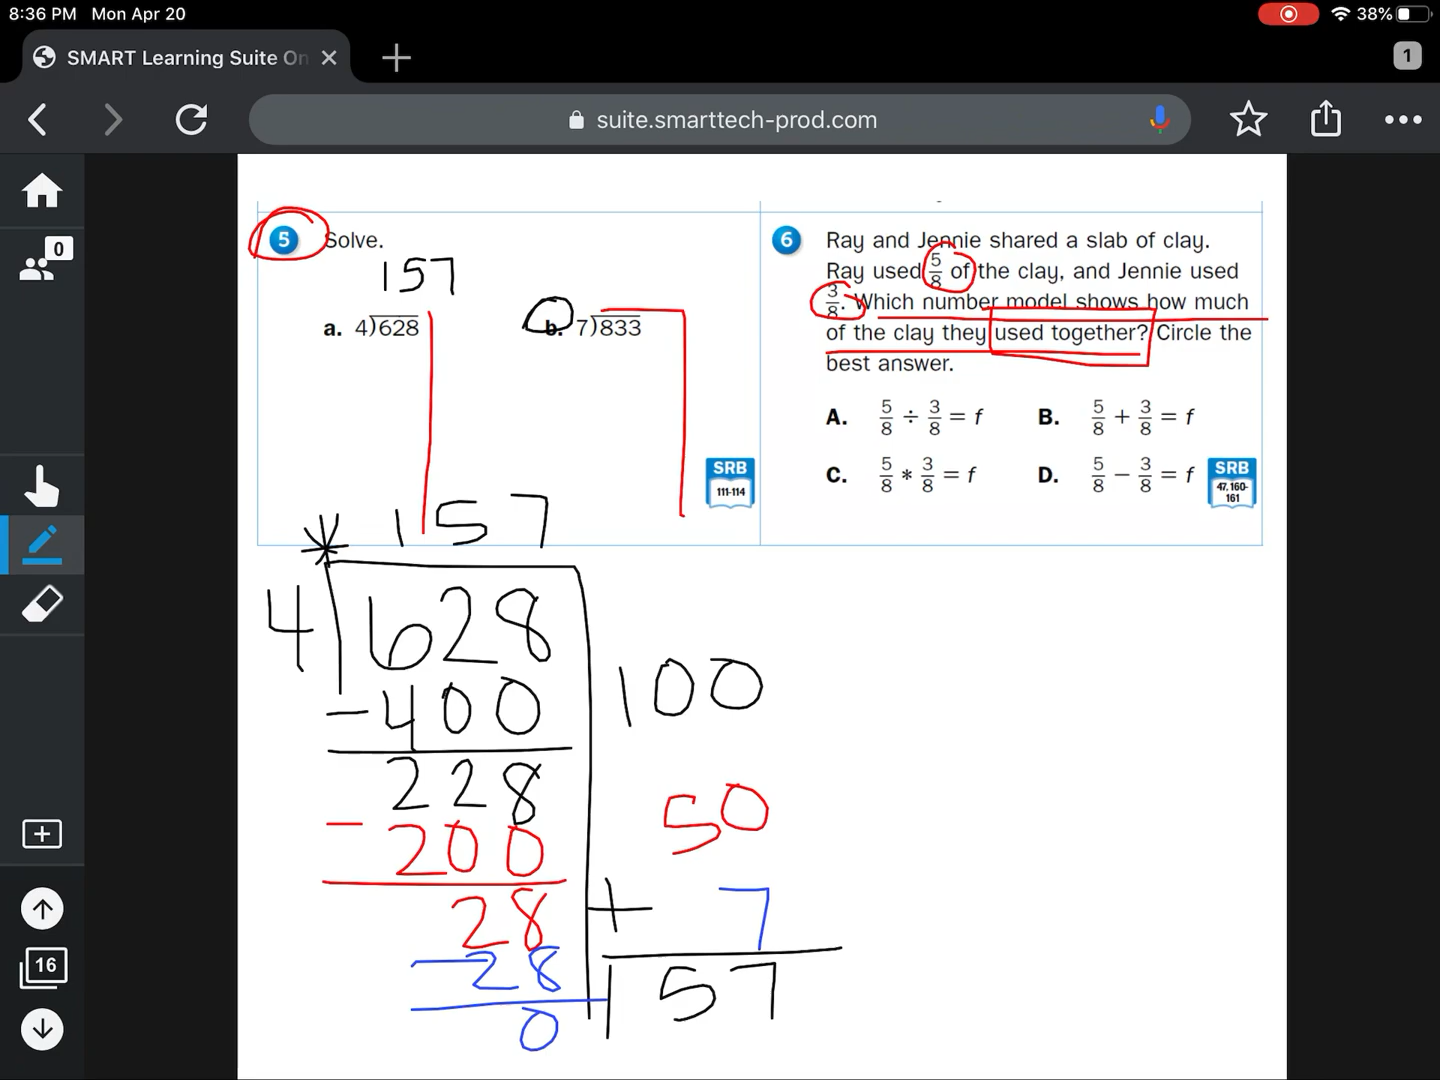 8:36 PM Mon Apr 20
38%
SMART Learning Suite On
1
suite.smarttech-prod.com
0
16
5 Solve.
157
a. 4)628
b. 7)833
SRB
111-114
6 Ray and Jennie shared a slab of clay.
Ray used 5/8 of the clay, and Jennie used
3/8. Which number model shows how much
of the clay they used together? Circle the
best answer.
A. 5/8 ÷ 3/8 = f
B. 5/8 + 3/8 = f
C. 5/8 * 3/8 = f
D. 5/8 − 3/8 = f
SRB
47, 160-
161
* 157
4 628
- 400 100
228
- 200 50
28
- 28 + 7
0 157